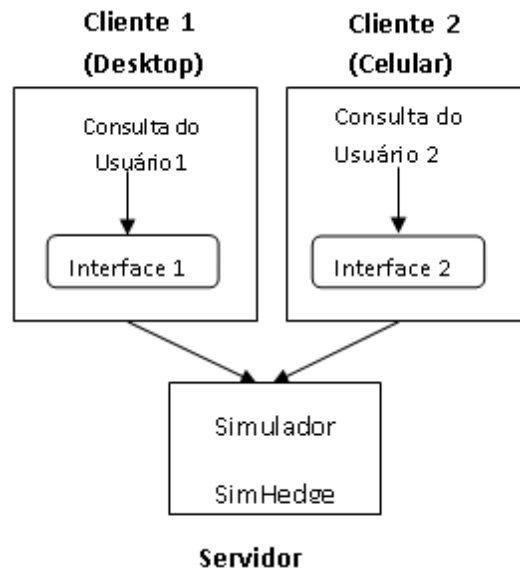 Cliente 1
(Desktop)
Consulta do
Usuário1
Interface 1
Cliente 2
(Celular)
Consulta do
Usuário 2
Interface 2
Simulador
SimHedge
Servidor